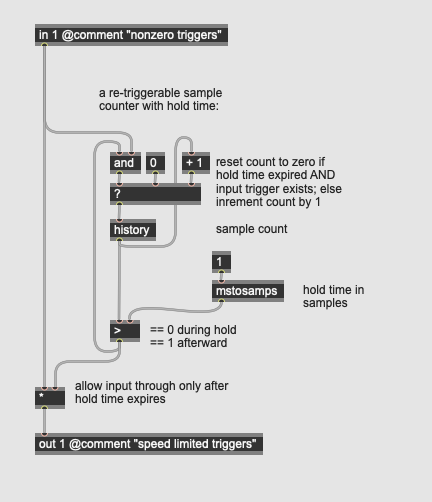 in 1 @comment "nonzero triggers"
a re-triggerable sample
counter with hold time:
and 0 + 1
reset count to zero if
hold time expired AND
input trigger exists; else
inrement count by 1
?
history
sample count
1
mstosamps
hold time in
samples
>
== 0 during hold
== 1 afterward
allow input through only after
hold time expires
*
out 1 @comment "speed limited triggers"